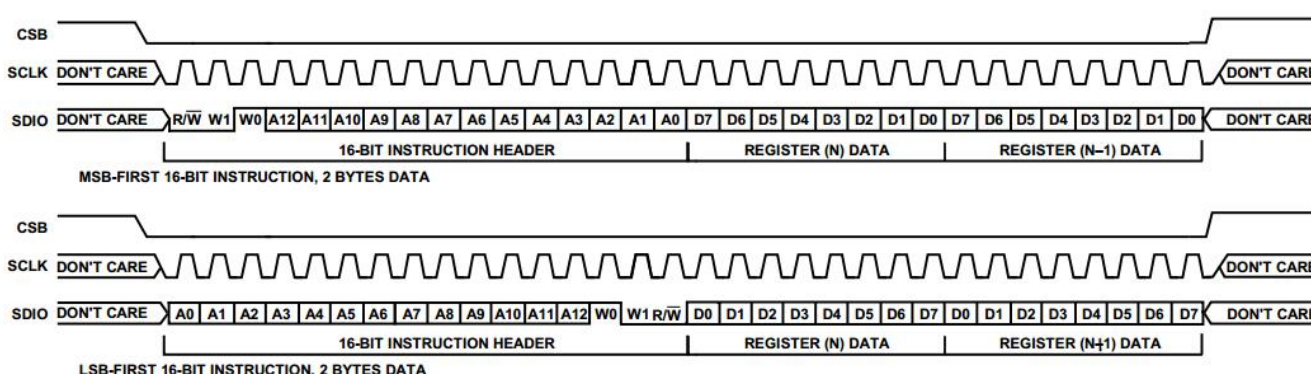 CSB
SCLK DON'T CARE DON'T CARE
SDIO DON'T CARE R/W̅ W1 W0 A12 A11 A10 A9 A8 A7 A6 A5 A4 A3 A2 A1 A0 D7 D6 D5 D4 D3 D2 D1 D0 D7 D6 D5 D4 D3 D2 D1 D0 DON'T CARE
16-BIT INSTRUCTION HEADER REGISTER (N) DATA REGISTER (N–1) DATA
MSB-FIRST 16-BIT INSTRUCTION, 2 BYTES DATA
CSB
SCLK DON'T CARE DON'T CARE
SDIO DON'T CARE A0 A1 A2 A3 A4 A5 A6 A7 A8 A9 A10 A11 A12 W0 W1 R/W̅ D0 D1 D2 D3 D4 D5 D6 D7 D0 D1 D2 D3 D4 D5 D6 D7 DON'T CARE
16-BIT INSTRUCTION HEADER REGISTER (N) DATA REGISTER (N+1) DATA
LSB-FIRST 16-BIT INSTRUCTION, 2 BYTES DATA